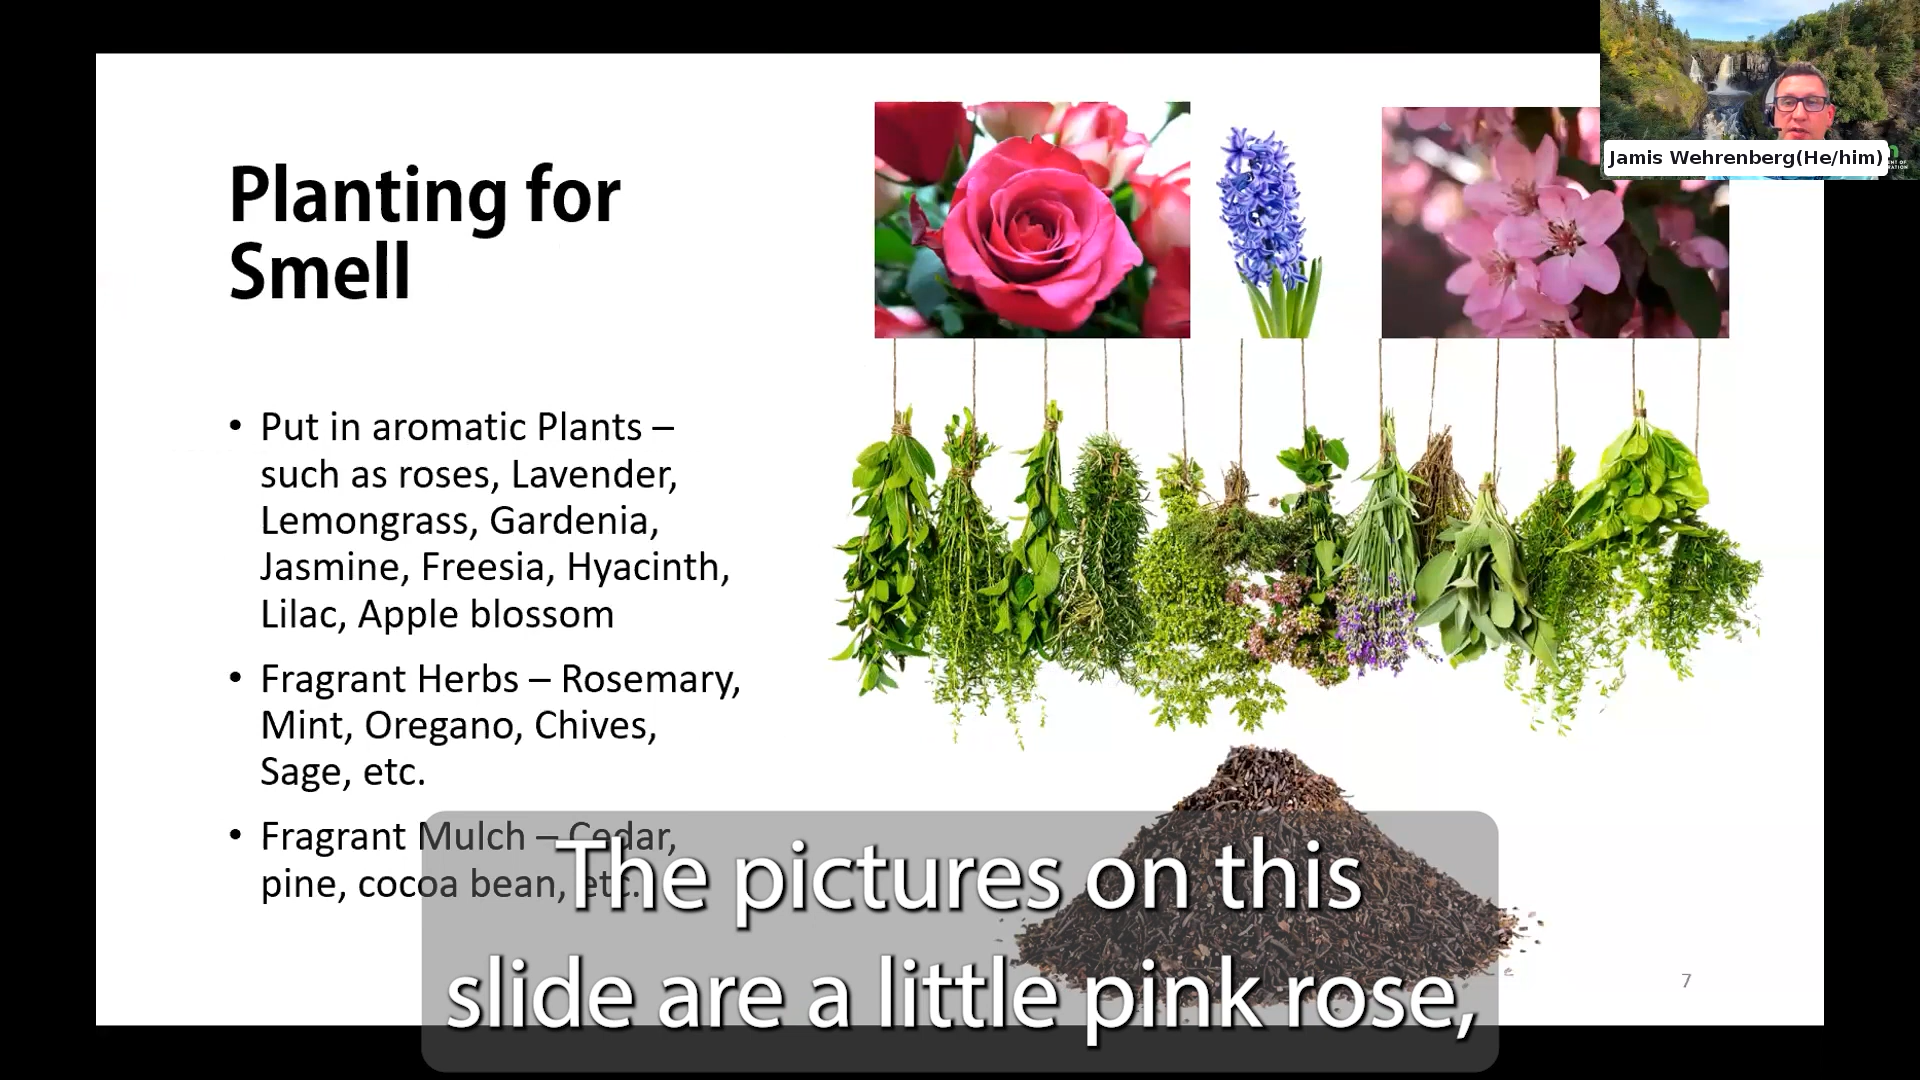 Planting for
Smell
• Put in aromatic Plants –
such as roses, Lavender,
Lemongrass, Gardenia,
Jasmine, Freesia, Hyacinth,
Lilac, Apple blossom
• Fragrant Herbs – Rosemary,
Mint, Oregano, Chives,
Sage, etc.
• Fragrant Mulch – Cedar,
pine, cocoa bean, etc.
Jamis Wehrenberg(He/him)
The pictures on this
slide are a little pink rose,
7